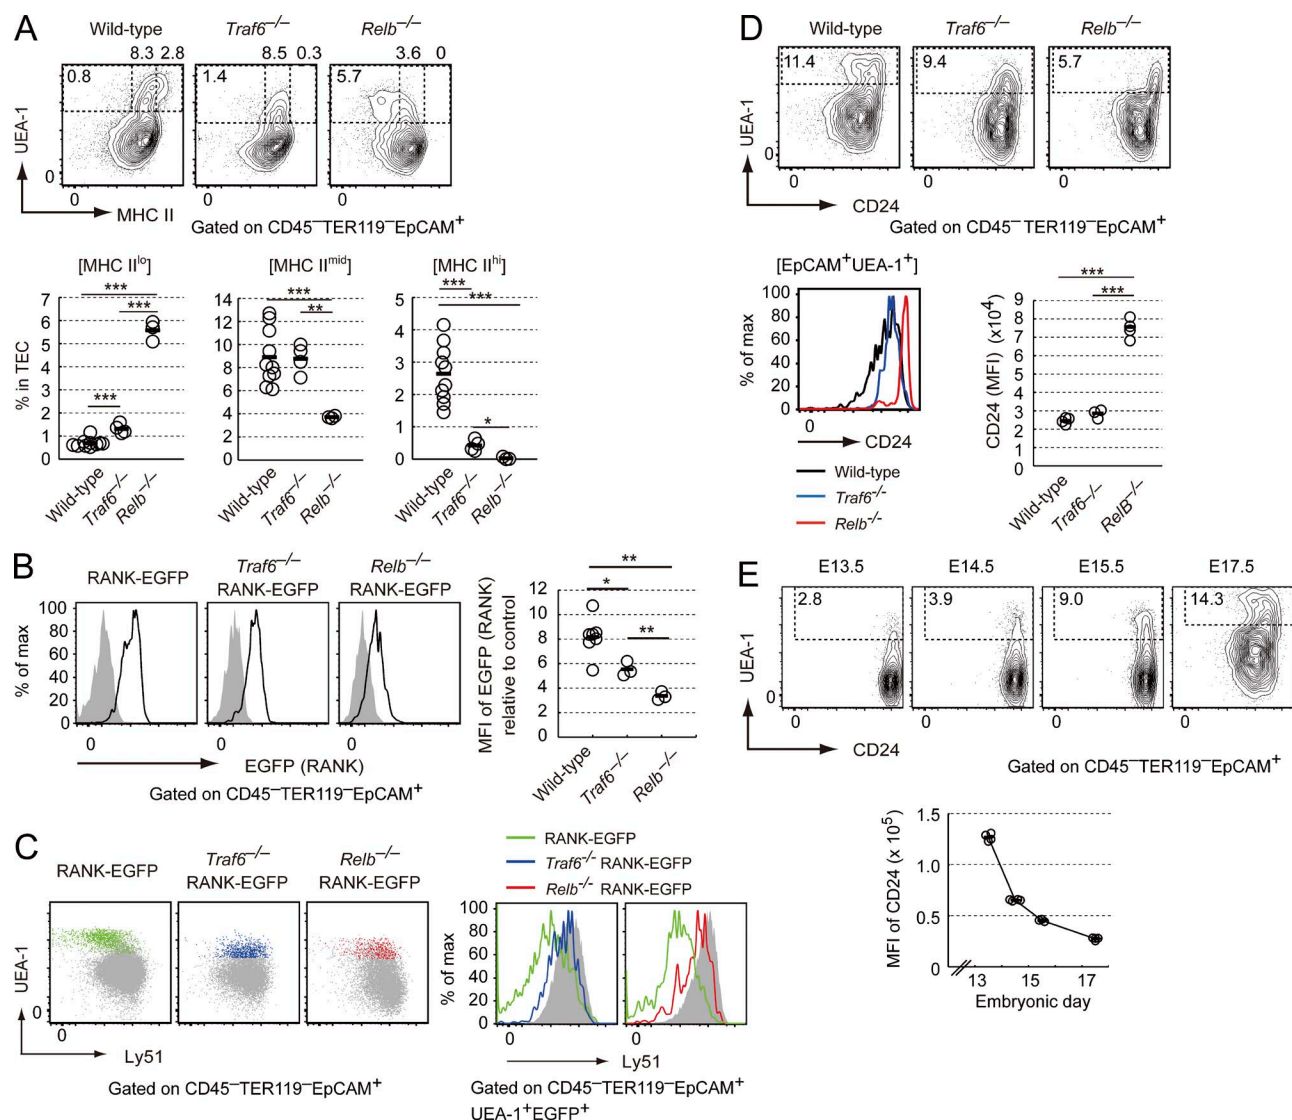 A
Wild-type
Traf6–/–
Relb–/–
8.3 2.8
8.5 0.3
3.6 0
0.8
1.4
5.7
UEA-1
0
0
0
0
MHC II
Gated on CD45–TER119–EpCAM+
[MHC IIlo]
[MHC IImid]
[MHC IIhi]
% in TEC
7
6
5
4
3
2
1
0
***
***
***
14
12
10
8
6
4
2
0
***
**
5
4
3
2
1
0
***
***
*
Wild-type
Traf6–/–
Relb–/–
Wild-type
Traf6–/–
Relb–/–
Wild-type
Traf6–/–
Relb–/–
B
RANK-EGFP
Traf6–/–
RANK-EGFP
Relb–/–
RANK-EGFP
% of max
100
80
60
40
20
0
0
0
0
EGFP (RANK)
Gated on CD45–TER119–EpCAM+
MFI of EGFP (RANK)
relative to control
12
10
8
6
4
2
0
**
*
**
Wild-type
Traf6–/–
Relb–/–
C
RANK-EGFP
Traf6–/–
RANK-EGFP
Relb–/–
RANK-EGFP
UEA-1
0
0
Ly51
Gated on CD45–TER119–EpCAM+
RANK-EGFP
Traf6-/- RANK-EGFP
Relb-/- RANK-EGFP
% of max
100
80
60
40
20
0
0
0
Ly51
Gated on CD45–TER119–EpCAM+
UEA-1+EGFP+
D
Wild-type
Traf6–/–
Relb–/–
11.4
9.4
5.7
UEA-1
0
0
0
0
CD24
Gated on CD45–TER119–EpCAM+
[EpCAM+UEA-1+]
% of max
100
80
60
40
20
0
0
CD24
Wild-type
Traf6-/-
Relb-/-
CD24 (MFI) (x104)
9
8
7
6
5
4
3
2
1
0
***
***
Wild-type
Traf6–/–
RelB–/–
E
E13.5
E14.5
E15.5
E17.5
2.8
3.9
9.0
14.3
UEA-1
0
0
0
0
0
CD24
Gated on CD45–TER119–EpCAM+
MFI of CD24 (x 105)
1.5
1.0
0.5
0
13
15
17
Embryonic day